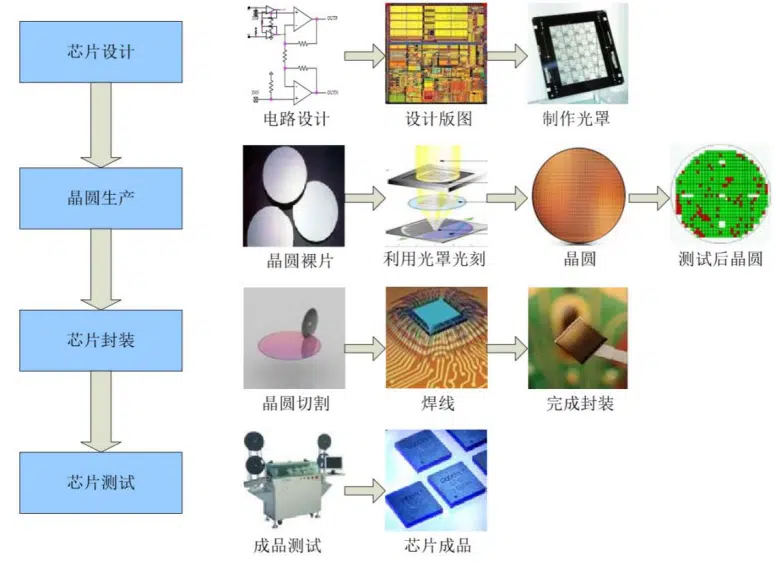 芯片设计
电路设计
设计版图
制作光罩
晶圆生产
晶圆裸片
利用光罩光刻
晶圆
测试后晶圆
芯片封装
晶圆切割
焊线
完成封装
芯片测试
成品测试
芯片成品